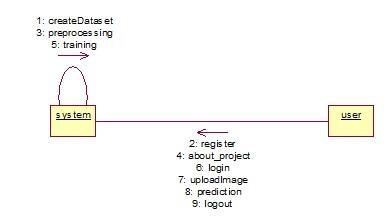 1: createDataset
3: preprocessing
5: training
system
user
2: register
4: about_project
6: login
7: uploadImage
8: prediction
9: logout